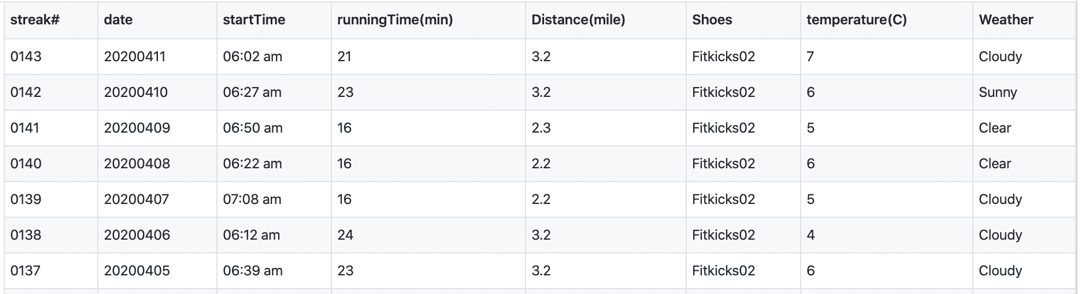 streak# date startTime runningTime(min) Distance(mile) Shoes temperature(C) Weather
0143 20200411 06:02 am 21 3.2 Fitkicks02 7 Cloudy
0142 20200410 06:27 am 23 3.2 Fitkicks02 6 Sunny
0141 20200409 06:50 am 16 2.3 Fitkicks02 5 Clear
0140 20200408 06:22 am 16 2.2 Fitkicks02 6 Clear
0139 20200407 07:08 am 16 2.2 Fitkicks02 5 Cloudy
0138 20200406 06:12 am 24 3.2 Fitkicks02 4 Cloudy
0137 20200405 06:39 am 23 3.2 Fitkicks02 6 Cloudy